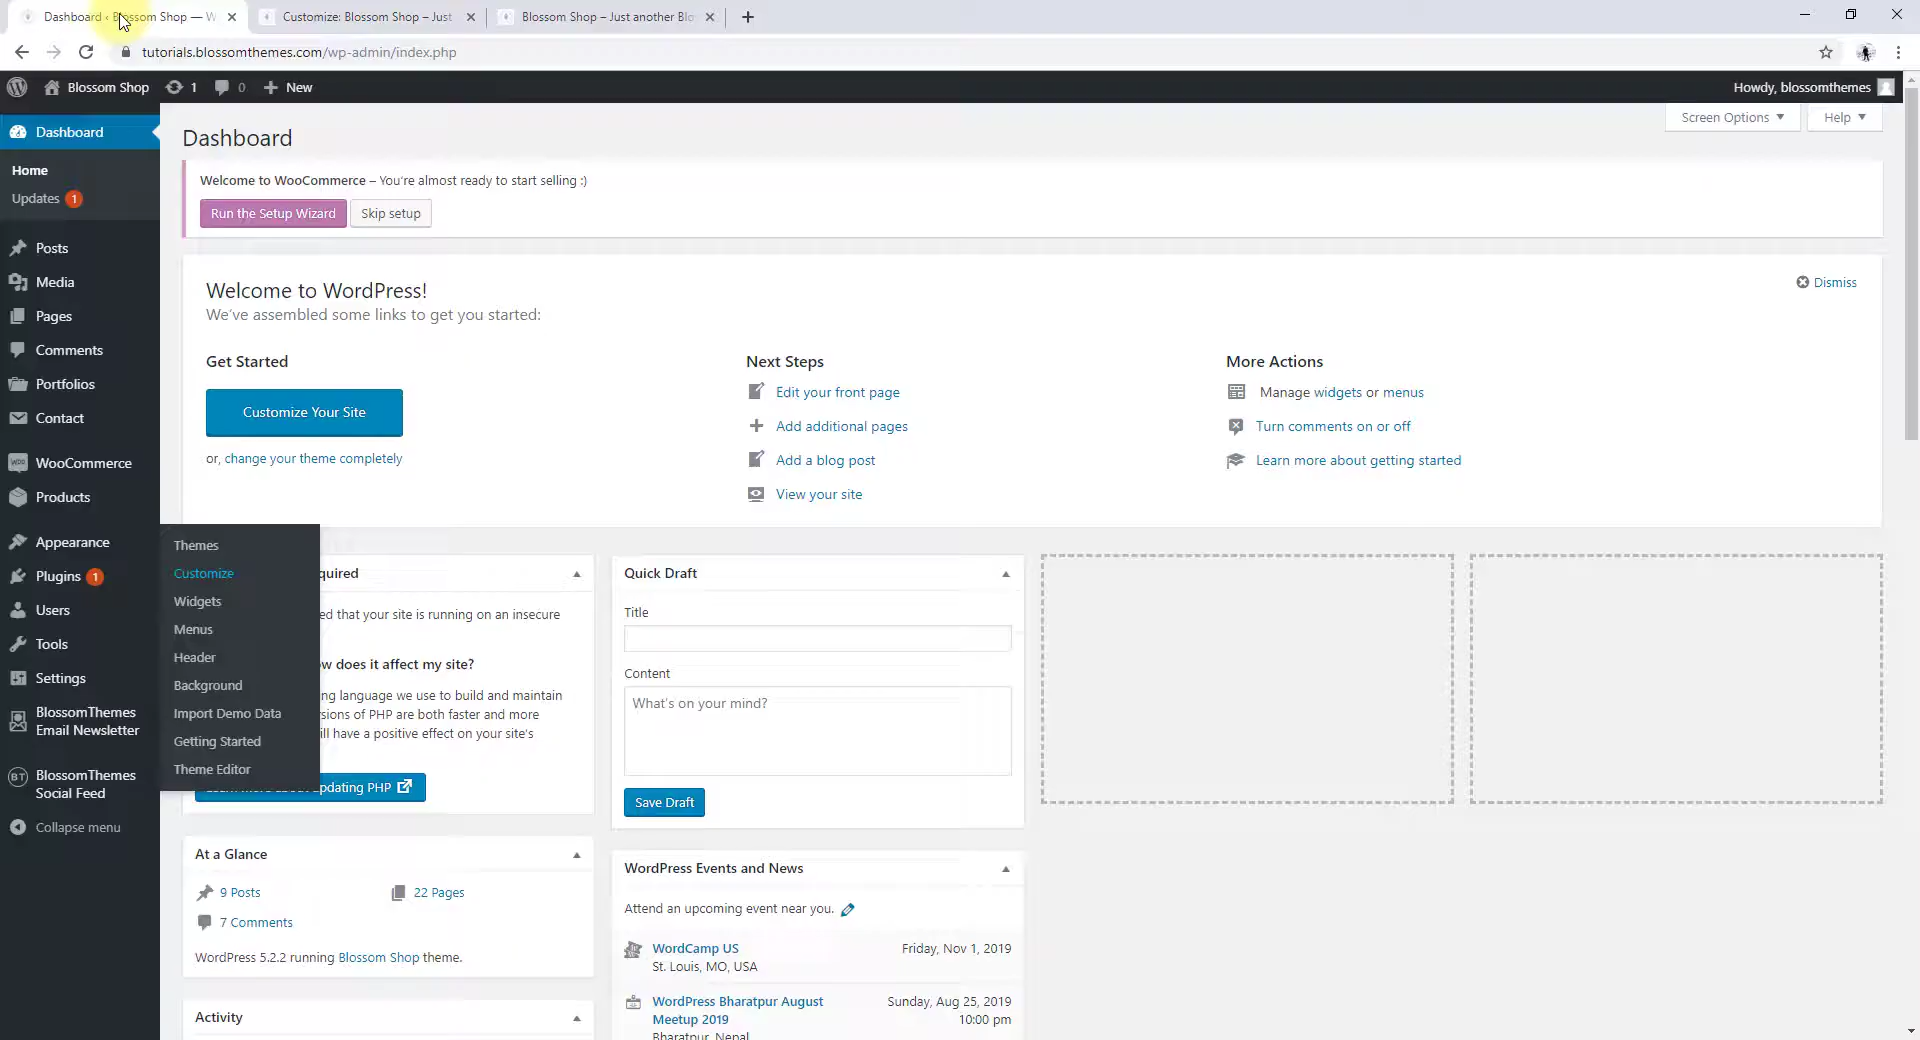 Dashboard ‹ Blossom Shop — W
Customize: Blossom Shop – Just
Blossom Shop – Just another Blo
tutorials.blossomthemes.com/wp-admin/index.php
Blossom Shop
1
0
New
Howdy, blossomthemes
Screen Options
Help
Dashboard
Home
Updates 1
Posts
Media
Pages
Comments
Portfolios
Contact
WooCommerce
Products
Appearance
Plugins 1
Users
Tools
Settings
BlossomThemes
Email Newsletter
BT
BlossomThemes
Social Feed
Collapse menu
Themes
Customize
Widgets
Menus
Header
Background
Import Demo Data
Getting Started
Theme Editor
Dashboard
Welcome to WooCommerce – You're almost ready to start selling :)
Run the Setup Wizard
Skip setup
Welcome to WordPress!
We've assembled some links to get you started:
Dismiss
Get Started
Customize Your Site
or, change your theme completely
Next Steps
Edit your front page
Add additional pages
Add a blog post
View your site
More Actions
Manage widgets or menus
Turn comments on or off
Learn more about getting started
quired
ed that your site is running on an insecure
ow does it affect my site?
ng language we use to build and maintain
rsions of PHP are both faster and more
ill have a positive effect on your site's
pdating PHP
At a Glance
9 Posts
22 Pages
7 Comments
WordPress 5.2.2 running Blossom Shop theme.
Activity
Quick Draft
Title
Content
What's on your mind?
Save Draft
WordPress Events and News
Attend an upcoming event near you.
WordCamp US
Friday, Nov 1, 2019
St. Louis, MO, USA
WordPress Bharatpur August
Meetup 2019
Sunday, Aug 25, 2019
10:00 pm
Bharatpur, Nepal